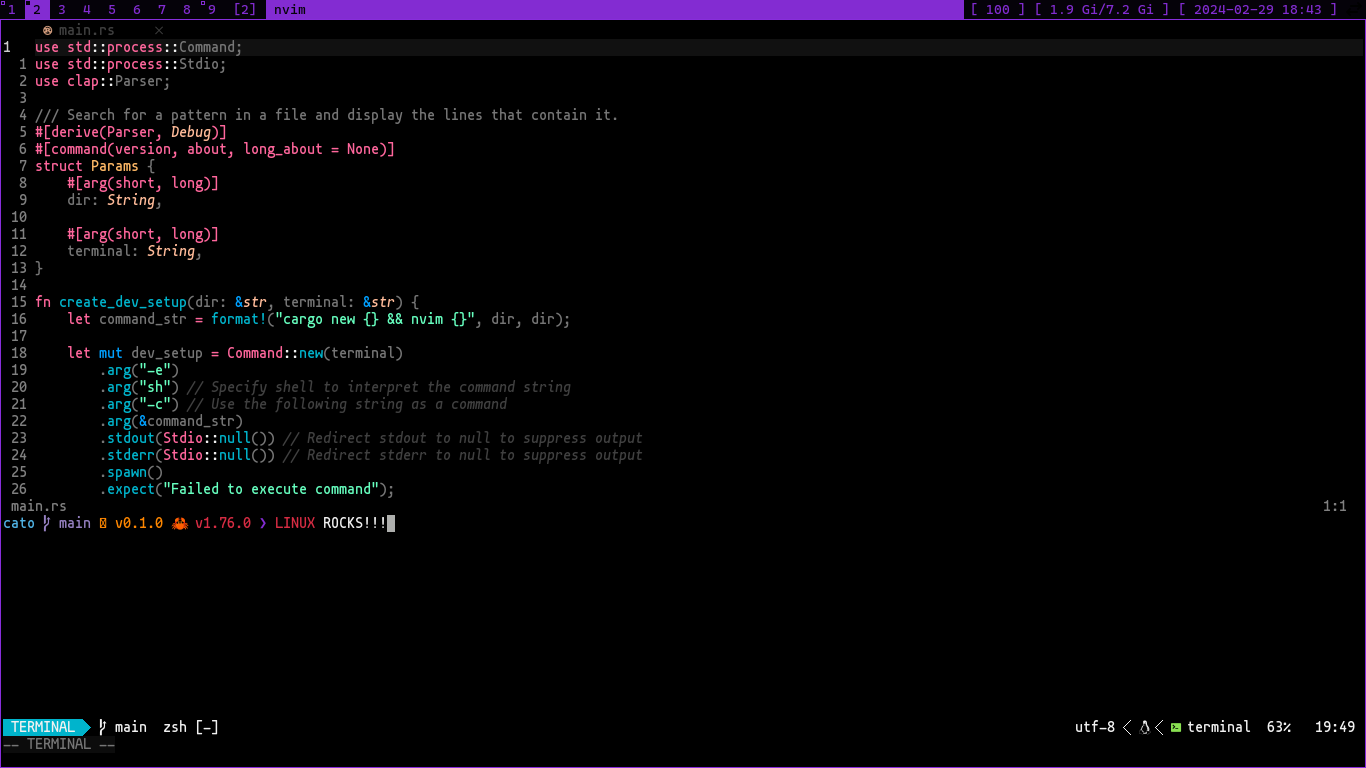 1 2 3 4 5 6 7 8 9 [2] nvim [ 100 ] [ 1.9 Gi/7.2 Gi ] [ 2024-02-29 18:43 ]
main.rs ×
1 use std::process::Command;
1 use std::process::Stdio;
2 use clap::Parser;
3
4 /// Search for a pattern in a file and display the lines that contain it.
5 #[derive(Parser, Debug)]
6 #[command(version, about, long_about = None)]
7 struct Params {
8     #[arg(short, long)]
9     dir: String,
10
11     #[arg(short, long)]
12     terminal: String,
13 }
14
15 fn create_dev_setup(dir: &str, terminal: &str) {
16     let command_str = format!("cargo new {} && nvim {}", dir, dir);
17
18     let mut dev_setup = Command::new(terminal)
19         .arg("-e")
20         .arg("sh") // Specify shell to interpret the command string
21         .arg("-c") // Use the following string as a command
22         .arg(&command_str)
23         .stdout(Stdio::null()) // Redirect stdout to null to suppress output
24         .stderr(Stdio::null()) // Redirect stderr to null to suppress output
25         .spawn()
26         .expect("Failed to execute command");
main.rs 1:1
cato main v0.1.0 🦀 v1.76.0 ❯ LINUX ROCKS!!!
TERMINAL main zsh [-] utf-8 < < terminal 63% 19:49
-- TERMINAL --